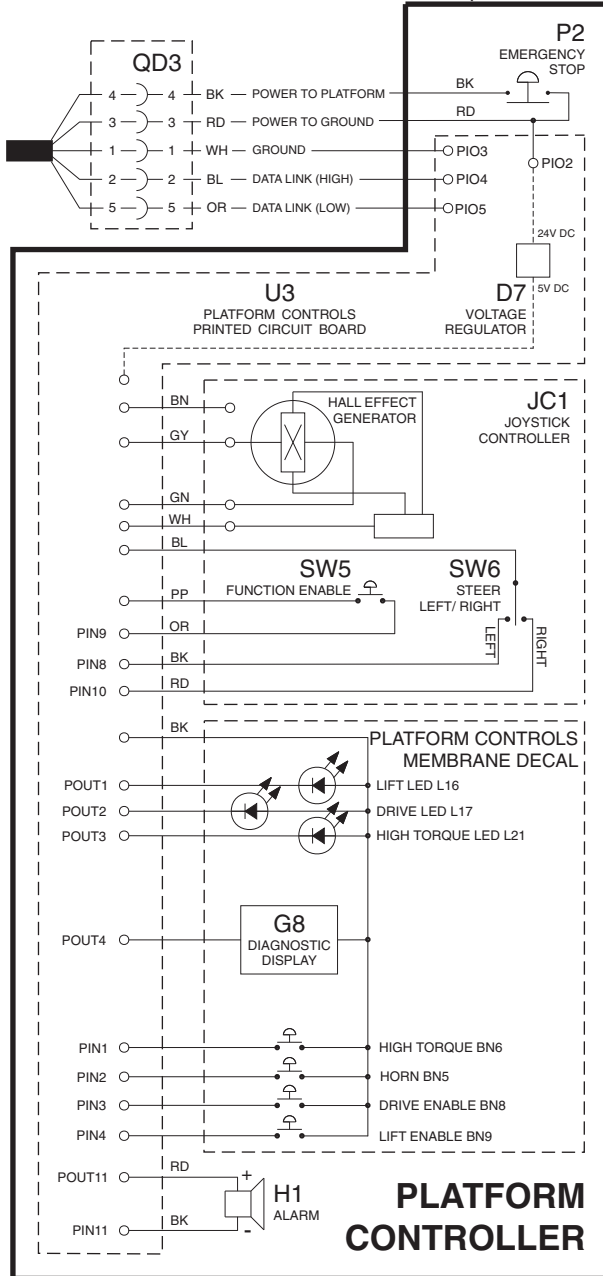 P2
EMERGENCY
STOP
QD3
4 4 BK POWER TO PLATFORM BK
3 3 RD POWER TO GROUND RD
1 1 WH GROUND PIO3
PIO2
2 2 BL DATA LINK (HIGH) PIO4
5 5 OR DATA LINK (LOW) PIO5
24V DC
5V DC
U3
PLATFORM CONTROLS
PRINTED CIRCUIT BOARD
D7
VOLTAGE
REGULATOR
BN
HALL EFFECT
GENERATOR
JC1
JOYSTICK
CONTROLLER
GY
GN
WH
BL
SW5
FUNCTION ENABLE
SW6
STEER
LEFT/ RIGHT
PP
PIN9 OR
LEFT
RIGHT
PIN8 BK
PIN10 RD
BK
PLATFORM CONTROLS
MEMBRANE DECAL
POUT1 LIFT LED L16
POUT2 DRIVE LED L17
POUT3 HIGH TORQUE LED L21
POUT4
G8
DIAGNOSTIC
DISPLAY
PIN1 HIGH TORQUE BN6
PIN2 HORN BN5
PIN3 DRIVE ENABLE BN8
PIN4 LIFT ENABLE BN9
POUT11 RD +
H1
ALARM
PIN11 BK -
PLATFORM
CONTROLLER